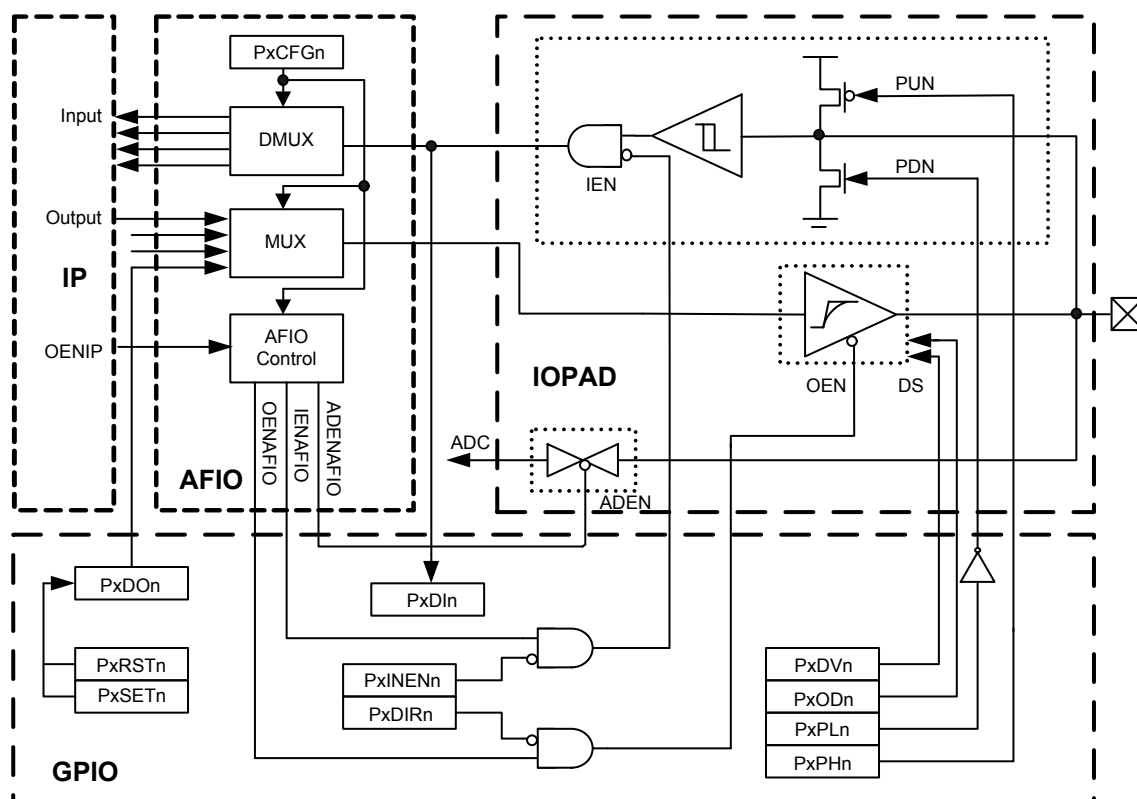 PxCFGn
PUN
Input
DMUX
IEN
PDN
Output
MUX
IP
OENIP
AFIO
Control
IOPAD
OEN
DS
OENAFIO
IENAFIO
ADENAFIO
ADC
AFIO
ADEN
PxDOn
PxDIn
PxRSTn
PxSETn
PxINENn
PxDIRn
PxDVn
PxODn
PxPLn
PxPHn
GPIO